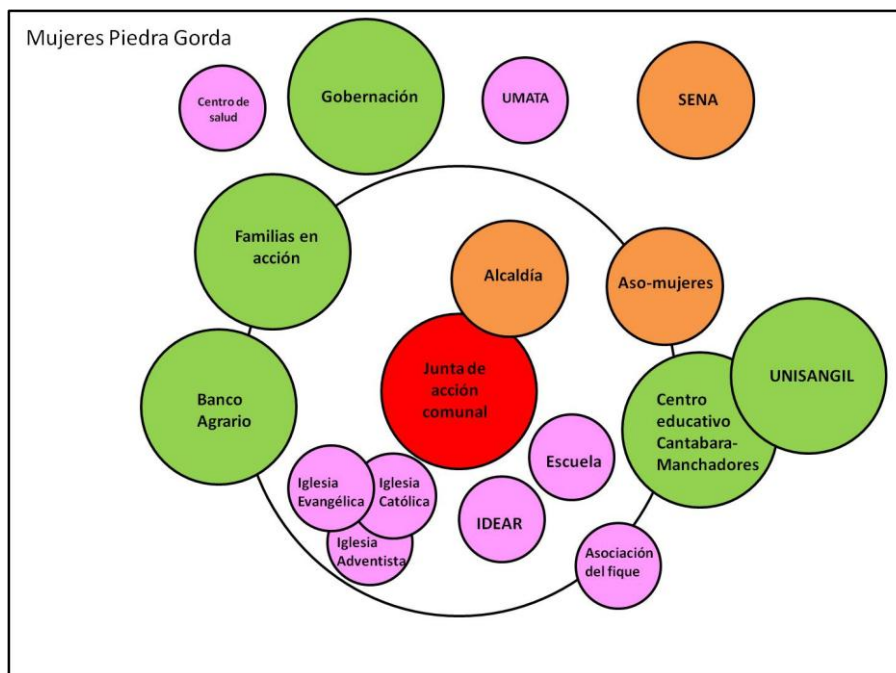 Mujeres Piedra Gorda
Centro de
salud
Gobernación
UMATA
SENA
Familias en
acción
Alcaldía
Aso-mujeres
Banco
Agrario
Junta de
acción
comunal
UNISANGIL
Centro
educativo
Cantabara-
Manchadores
Iglesia
Evangélica
Iglesia
Católica
Iglesia
Adventista
Escuela
IDEAR
Asociación
del fique